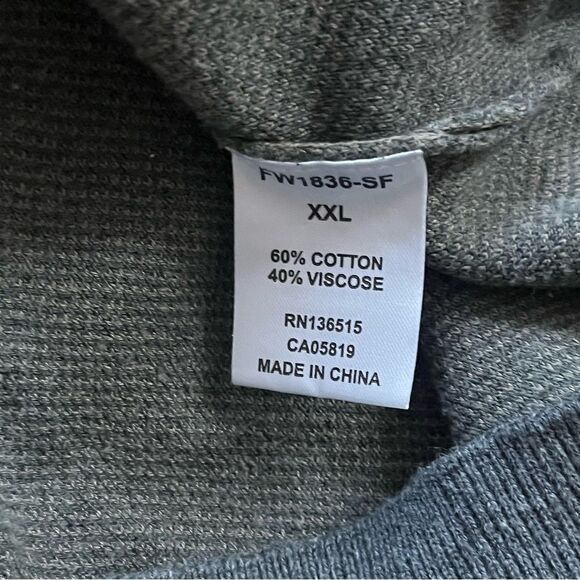 FW1836-SF
XXL
60% COTTON
40% VISCOSE
RN136515
CA05819
MADE IN CHINA